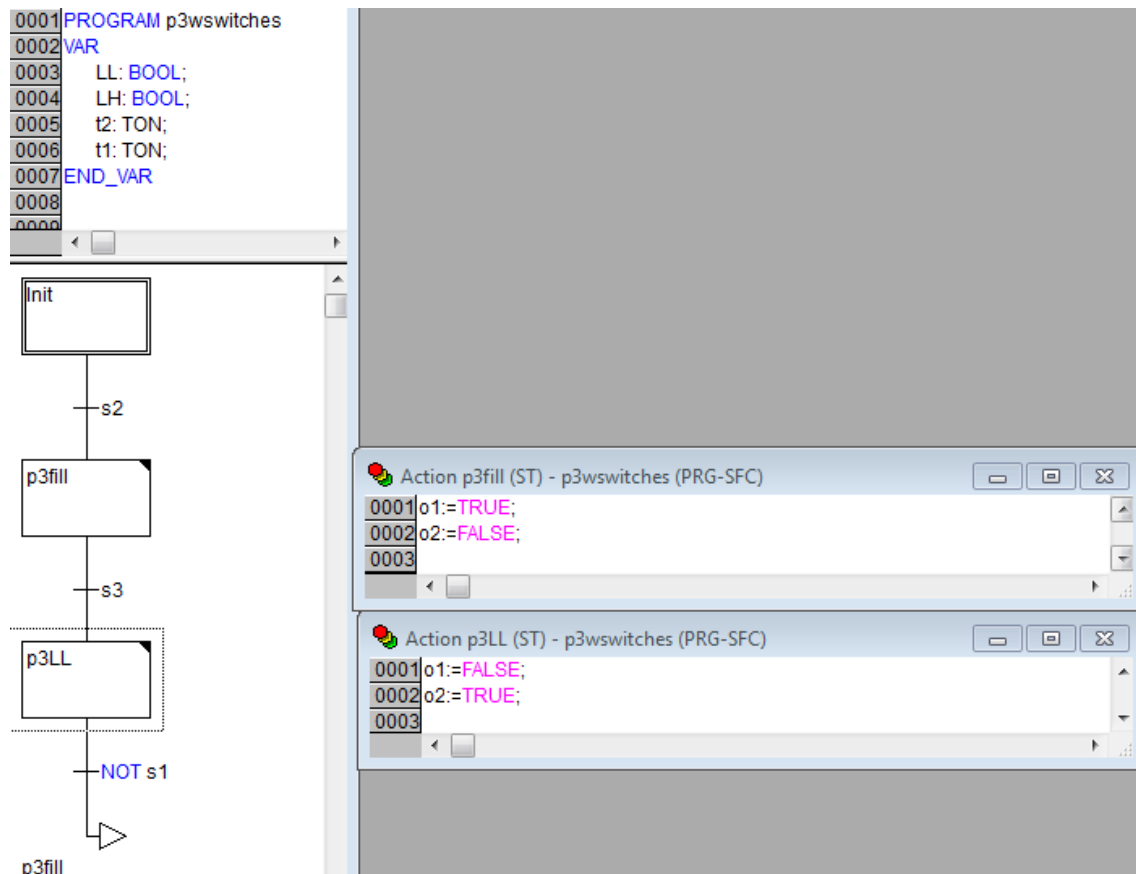 0001 PROGRAM p3wswitches
0002 VAR
0003 LL: BOOL;
0004 LH: BOOL;
0005 t2: TON;
0006 t1: TON;
0007 END_VAR
0008
0009
Init
s2
p3fill
s3
p3LL
NOT s1
p3fill
Action p3fill (ST) - p3wswitches (PRG-SFC)
0001 o1:=TRUE;
0002 o2:=FALSE;
0003
Action p3LL (ST) - p3wswitches (PRG-SFC)
0001 o1:=FALSE;
0002 o2:=TRUE;
0003